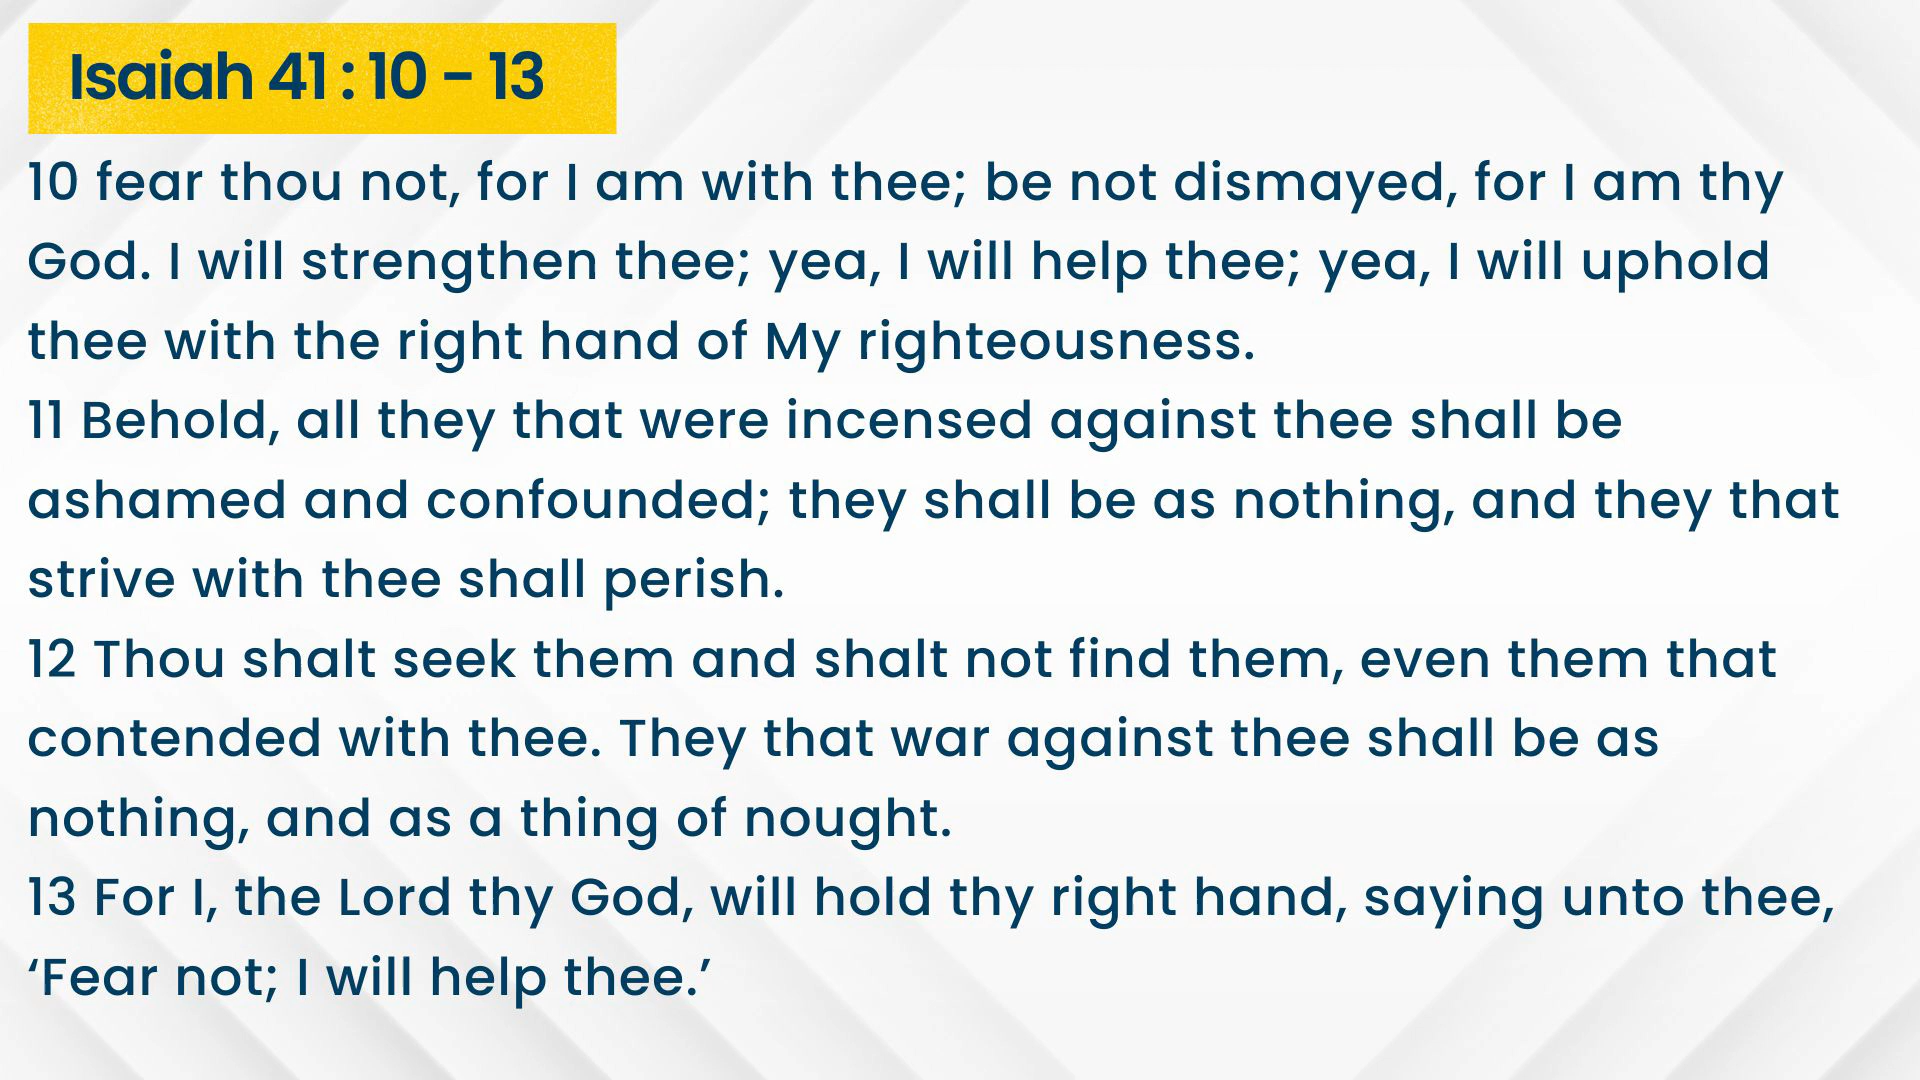 Isaiah 41 : 10 - 13
10 fear thou not, for I am with thee; be not dismayed, for I am thy
God. I will strengthen thee; yea, I will help thee; yea, I will uphold
thee with the right hand of My righteousness.
11 Behold, all they that were incensed against thee shall be
ashamed and confounded; they shall be as nothing, and they that
strive with thee shall perish.
12 Thou shalt seek them and shalt not find them, even them that
contended with thee. They that war against thee shall be as
nothing, and as a thing of nought.
13 For I, the Lord thy God, will hold thy right hand, saying unto thee,
‘Fear not; I will help thee.’